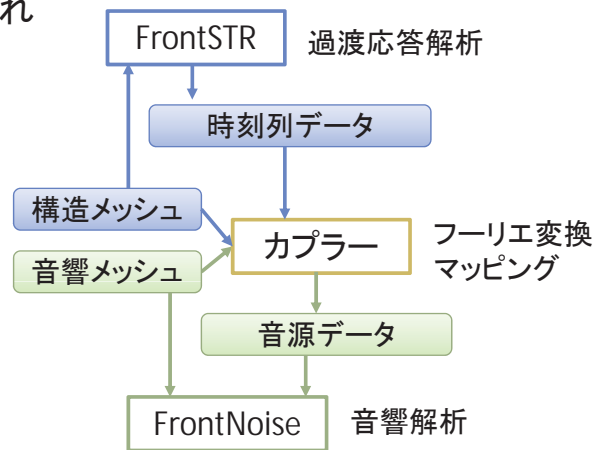 れ
FrontSTR
過渡応答解析
時刻列データ
構造メッシュ
音響メッシュ
カプラー
フーリエ変換
マッピング
音源データ
FrontNoise
音響解析